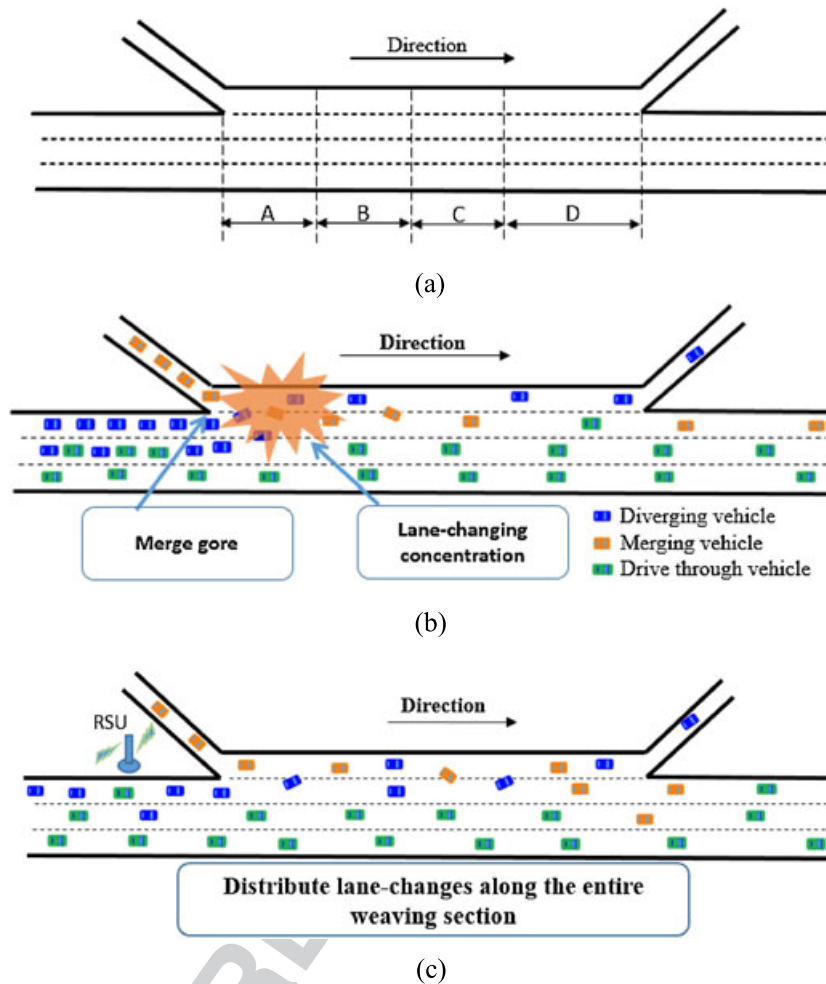 Direction
A B C D
(a)
Direction
Merge gore
Lane-changing
concentration
Diverging vehicle
Merging vehicle
Drive through vehicle
(b)
Direction
RSU
Distribute lane-changes along the entire
weaving section
(c)